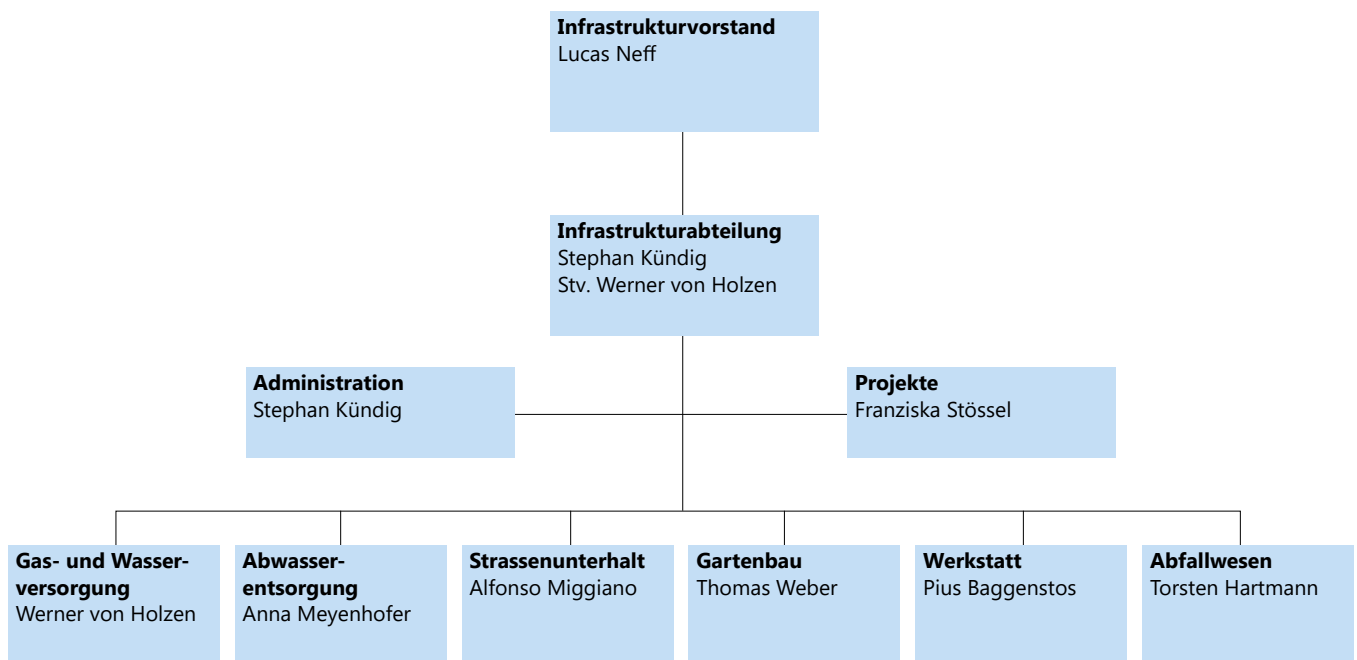 Infrastrukturvorstand
Lucas Neff
Infrastrukturabteilung
Stephan Kündig
Stv. Werner von Holzen
Administration
Stephan Kündig
Projekte
Franziska Stössel
Gas- und Wasser-
versorgung
Werner von Holzen
Abwasser-
entsorgung
Anna Meyenhofer
Strassenunterhalt
Alfonso Miggiano
Gartenbau
Thomas Weber
Werkstatt
Pius Baggenstos
Abfallwesen
Torsten Hartmann